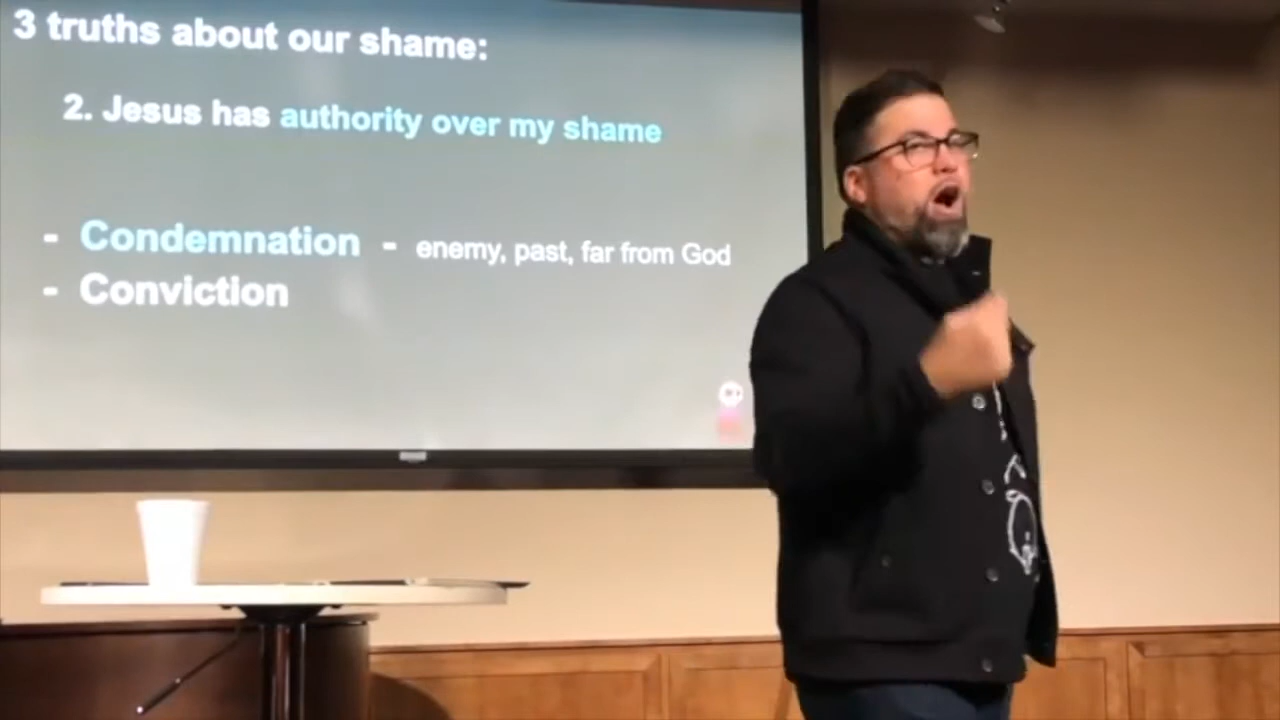 3 truths about our shame:
2. Jesus has authority over my shame
- Condemnation - enemy, past, far from God
- Conviction